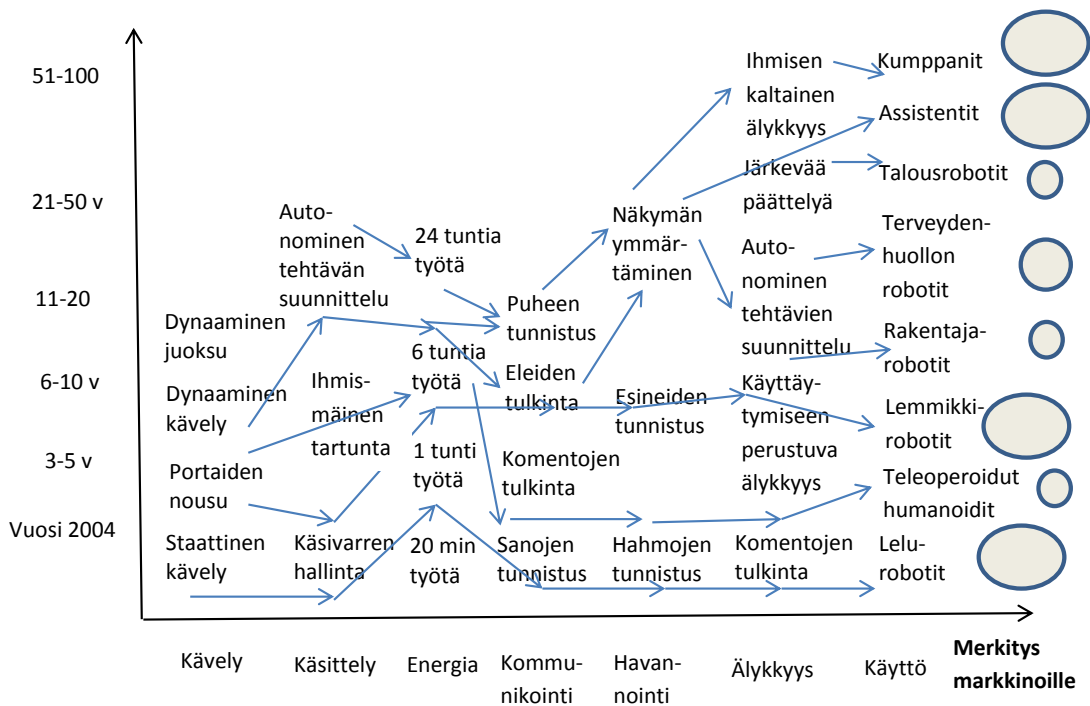 51-100
21-50 v
11-20
6-10 v
3-5 v
Vuosi 2004
Dynaaminen
juoksu
Dynaaminen
kävely
Portaiden
nousu
Staattinen
kävely
Auto-
nominen
tehtävän
suunnittelu
Ihmis-
mäinen
tartunta
Käsivarren
hallinta
24 tuntia
työtä
6 tuntia
työtä
1 tunti
työtä
20 min
työtä
Puheen
tunnistus
Eleiden
tulkinta
Komentojen
tulkinta
Sanojen
tunnistus
Näkymän
ymmär-
täminen
Esineiden
tunnistus
Hahmojen
tunnistus
Ihmisen
kaltainen
älykkyys
Järkevää
päättelyä
Auto-
nominen
tehtävien
suunnittelu
Käyttäy-
tymiseen
perustuva
älykkyys
Komentojen
tulkinta
Kumppanit
Assistentit
Talousrobotit
Terveyden-
huollon
robotit
Rakentaja-
robotit
Lemmikki-
robotit
Teleoperoidut
humanoidit
Lelu-
robotit
Kävely
Käsittely
Energia
Kommu-
nikointi
Havan-
nointi
Älykkyys
Käyttö
Merkitys
markkinoille